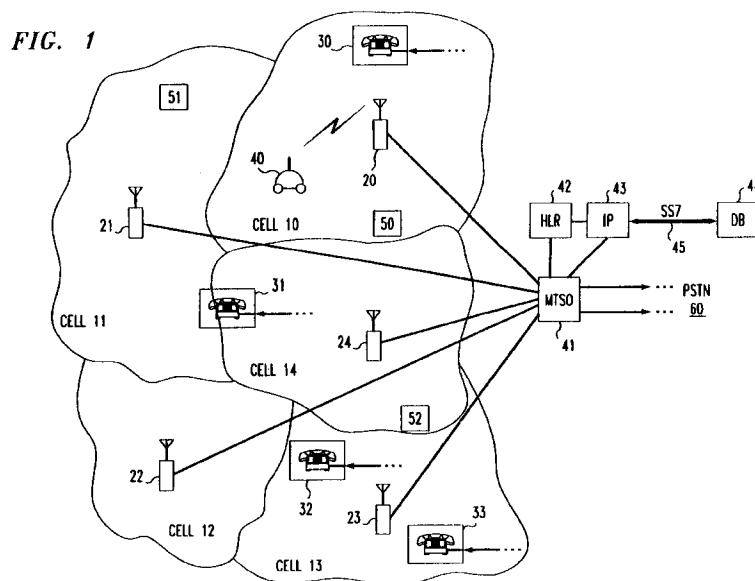 FIG. 1
30
51
40
20
42
43
HLR
IP
SS7
DB
45
21
CELL 10
50
31
MTSO
PSTN
60
41
CELL 11
24
CELL 14
52
22
32
23
33
CELL 12
CELL 13